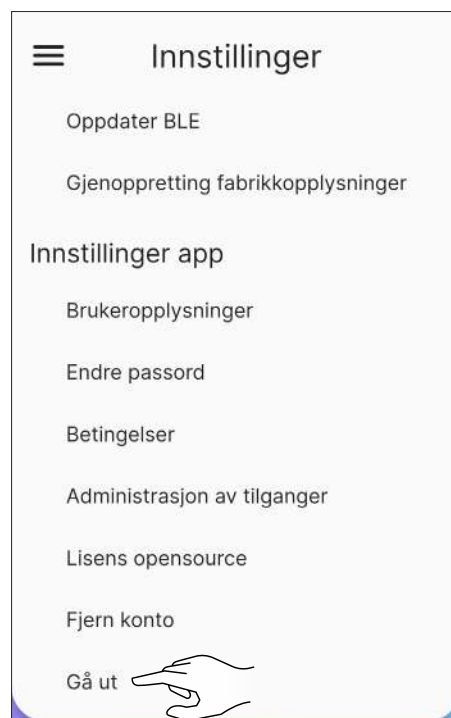 Innstillinger
Oppdater BLE
Gjenoppretting fabrikkopplysninger
Innstillinger app
Brukeropplysninger
Endre passord
Betingelser
Administrasjon av tilganger
Lisens opensource
Fjern konto
Gå ut